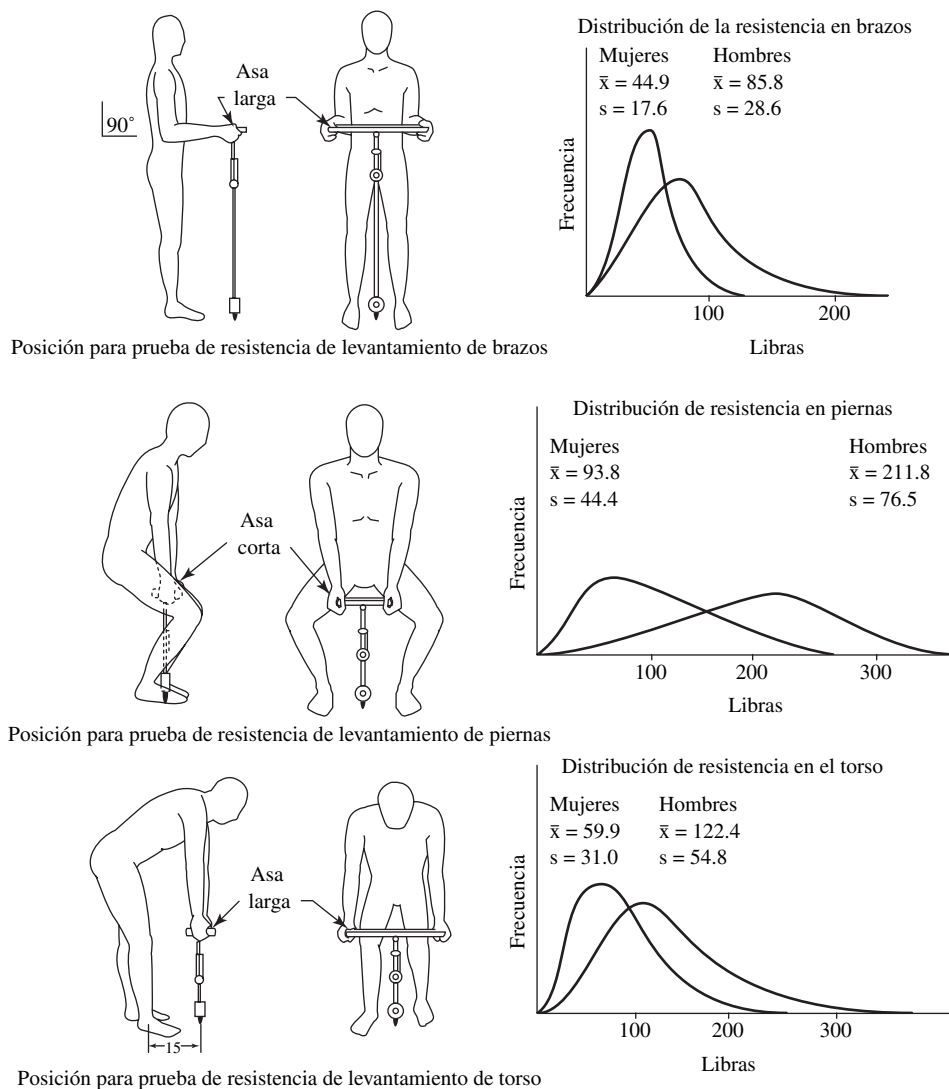 Distribución de la resistencia en brazos
Mujeres Hombres
x̄ = 44.9 x̄ = 85.8
s = 17.6 s = 28.6
Asa
larga
90°
Frecuencia
100 200
Libras
Posición para prueba de resistencia de levantamiento de brazos
Distribución de resistencia en piernas
Mujeres Hombres
x̄ = 93.8 x̄ = 211.8
s = 44.4 s = 76.5
Asa
corta
Frecuencia
100 200 300
Libras
Posición para prueba de resistencia de levantamiento de piernas
Distribución de resistencia en el torso
Mujeres Hombres
x̄ = 59.9 x̄ = 122.4
s = 31.0 s = 54.8
Asa
larga
Frecuencia
100 200 300
Libras
15
Posición para prueba de resistencia de levantamiento de torso